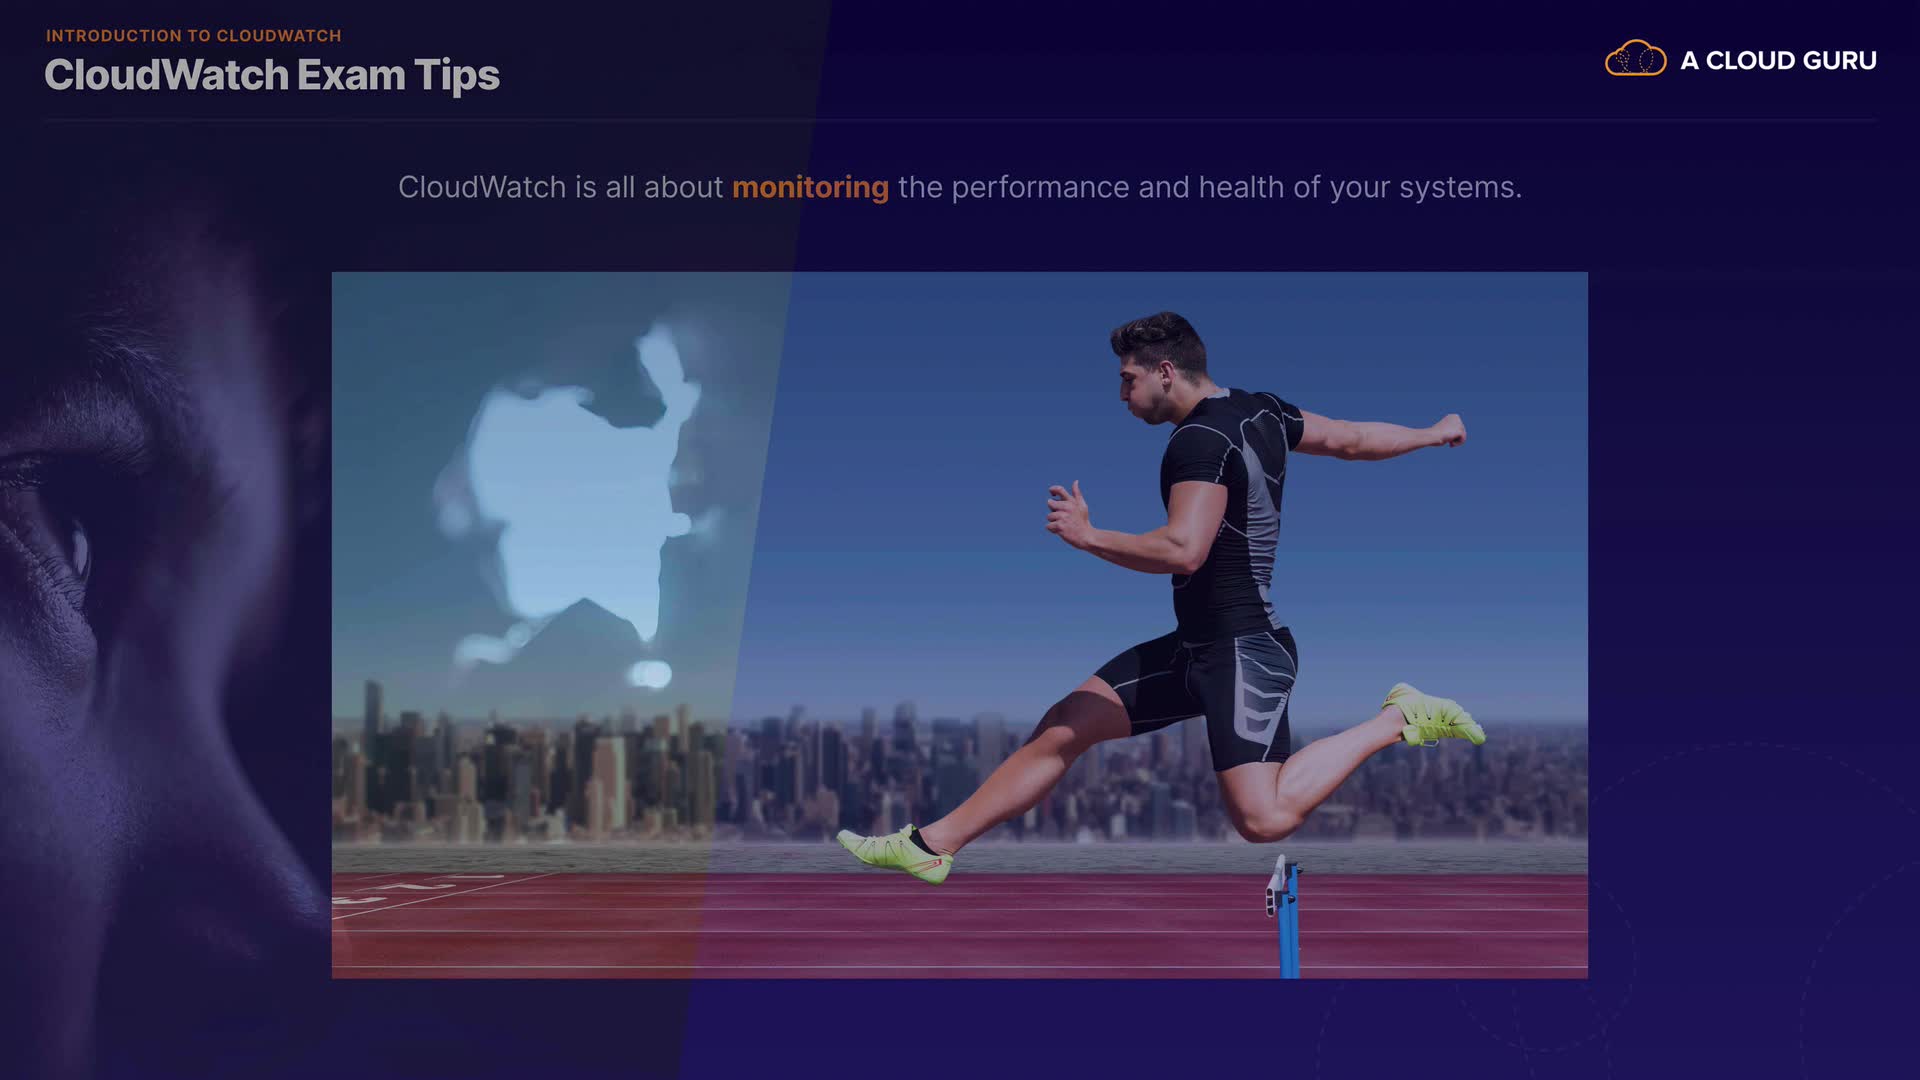 INTRODUCTION TO CLOUDWATCH
CloudWatch Exam Tips
A CLOUD GURU
CloudWatch is all about monitoring the performance and health of your systems.